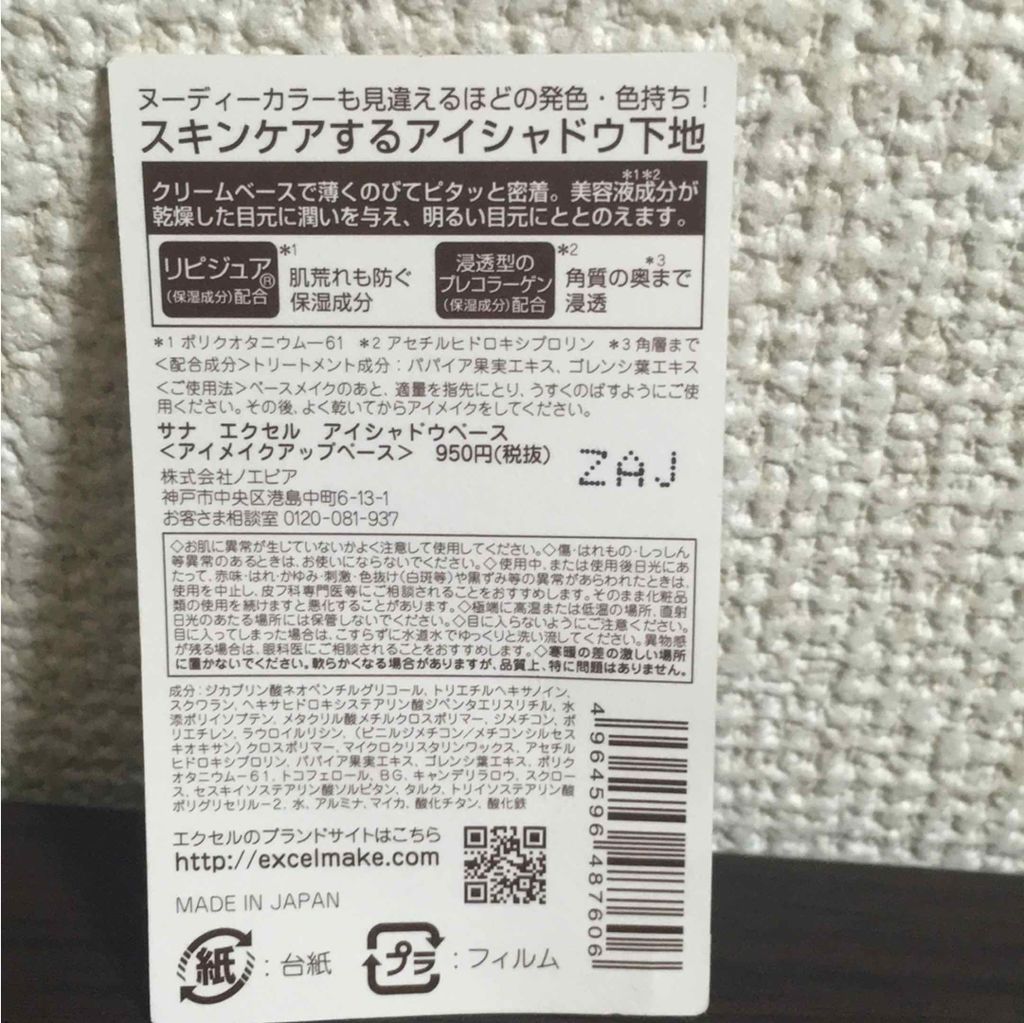 ヌーディーカラーも見違えるほどの発色・色持ち！
スキンケアするアイシャドウ下地
クリームベースで薄くのびてピタッと密着。美容液成分*1*2が
乾燥した目元に潤いを与え、明るい目元にととのえます。
リピジュア®
(保湿成分)配合
*1
肌荒れも防ぐ
保湿成分
浸透型の
プレコラーゲン
(保湿成分)配合
*2
角質の奥まで*3
浸透
*1 ポリクオタニウム−61 *2 アセチルヒドロキシプロリン *3 角層まで
<配合成分>トリートメント成分：パパイア果実エキス、ゴレンシ葉エキス
<ご使用法>ベースメイクのあと、適量を指先にとり、うすくのばすようにご使
用ください。その後、よく乾いてからアイメイクをしてください。
サナ エクセル アイシャドウベース
<アイメイクアップベース> 950円(税抜)
ZAJ
株式会社ノエビア
神戸市中央区港島中町6-13-1
お客さま相談室 0120-081-937
◇お肌に異常が生じていないかよく注意して使用してください。◇傷・はれもの・しっしん
等異常のあるときは、お使いにならないでください。◇使用中、または使用後日光にあ
たって、赤味・はれ・かゆみ・刺激・色抜け(白斑等)や黒ずみ等の異常があらわれたときは、
使用を中止し、皮フ科専門医等にご相談されることをおすすめします。そのまま化粧品
類の使用を続けますと悪化することがあります。◇極端に高温または低温の場所、直射
日光のあたる場所には保管しないでください。◇目に入らないようにご注意ください。
目に入ってしまった場合は、こすらずに水道水でゆっくりと洗い流してください。異物感
が残る場合は、眼科医にご相談されることをおすすめします。◇寒暖の差の激しい場所
に置かないでください。軟らかくなる場合がありますが、品質上、特に問題はありません。
成分：ジカプリン酸ネオペンチルグリコール、トリエチルヘキサノイン、
スクワラン、ヘキサヒドロキシステアリン酸ジペンタエリスリチル、水
添ポリイソブテン、メタクリル酸メチルクロスポリマー、ジメチコン、ポ
リエチレン、ラウロイルリシン、(ビニルジメチコン/メチコンシルセス
キオキサン)クロスポリマー、マイクロクリスタリンワックス、アセチル
ヒドロキシプロリン、パパイア果実エキス、ゴレンシ葉エキス、ポリク
オタニウム−61、トコフェロール、BG、キャンデリラロウ、スクロー
ス、セスキイソステアリン酸ソルビタン、タルク、トリイソステアリン酸
ポリグリセリル−2、水、アルミナ、マイカ、酸化チタン、酸化鉄
4964596487606
エクセルのブランドサイトはこちら
http://excelmake.com
MADE IN JAPAN
紙：台紙
プラ：フィルム